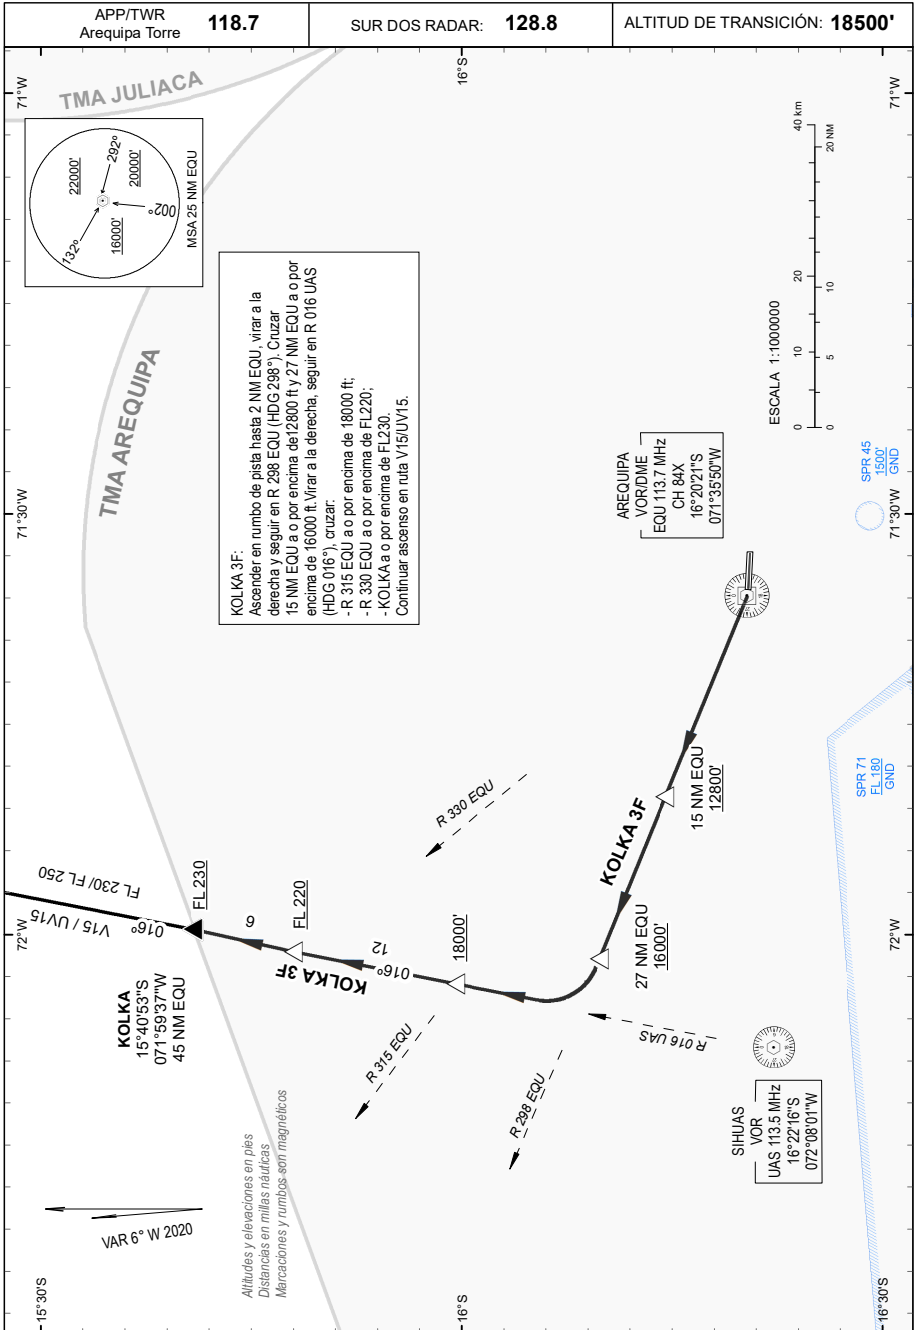 APP/TWR
Arequipa Torre
118.7
SUR DOS RADAR: 128.8
ALTITUD DE TRANSICIÓN: 18500'
71°W
16°S
71°W
TMA JULIACA
22000'
292º
20000'
132º
16000'
002°
MSA 25 NM EQU
40 km
20 NM
20
10
10
5
0
0
ESCALA 1:1000000
TMA AREQUIPA
KOLKA 3F:
Ascender en rumbo de pista hasta 2 NM EQU, virar a la
derecha y seguir en R 298 EQU (HDG 298°). Cruzar
15 NM EQU a o por encima de12800 ft y 27 NM EQU a o por
encima de 16000 ft.Virar a la derecha, seguir en R 016 UAS
(HDG 016°), cruzar:
- R 315 EQU a o por encima de 18000 ft;
- R 330 EQU a o por encima de FL220;
- KOLKA a o por encima de FL230.
Continuar ascenso en ruta V15/UV15.
71°30'W
71°30'W
AREQUIPA
VOR/DME
EQU 113.7 MHz
CH 84X
16°20'21"S
071°35'50"W
SPR 45
1500'
GND
SPR 71
FL 180
GND
15 NM EQU
12800'
KOLKA 3F
27 NM EQU
16000'
R 330 EQU
FL 230/ FL 250
V15 / UV15
016º
FL 230
9
FL 220
KOLKA 3F
016º
12
18000'
72°W
72°W
KOLKA
15°40'53"S
071°59'37"W
45 NM EQU
R 315 EQU
R 298 EQU
R 016 UAS
SIHUAS
VOR
UAS 113.5 MHz
16°22'16"S
072°08'01"W
VAR 6° W 2020
Altitudes y elevaciones en pies
Distancias en millas náuticas
Marcaciones y rumbos son magnéticos
15°30'S
16°S
16°30'S